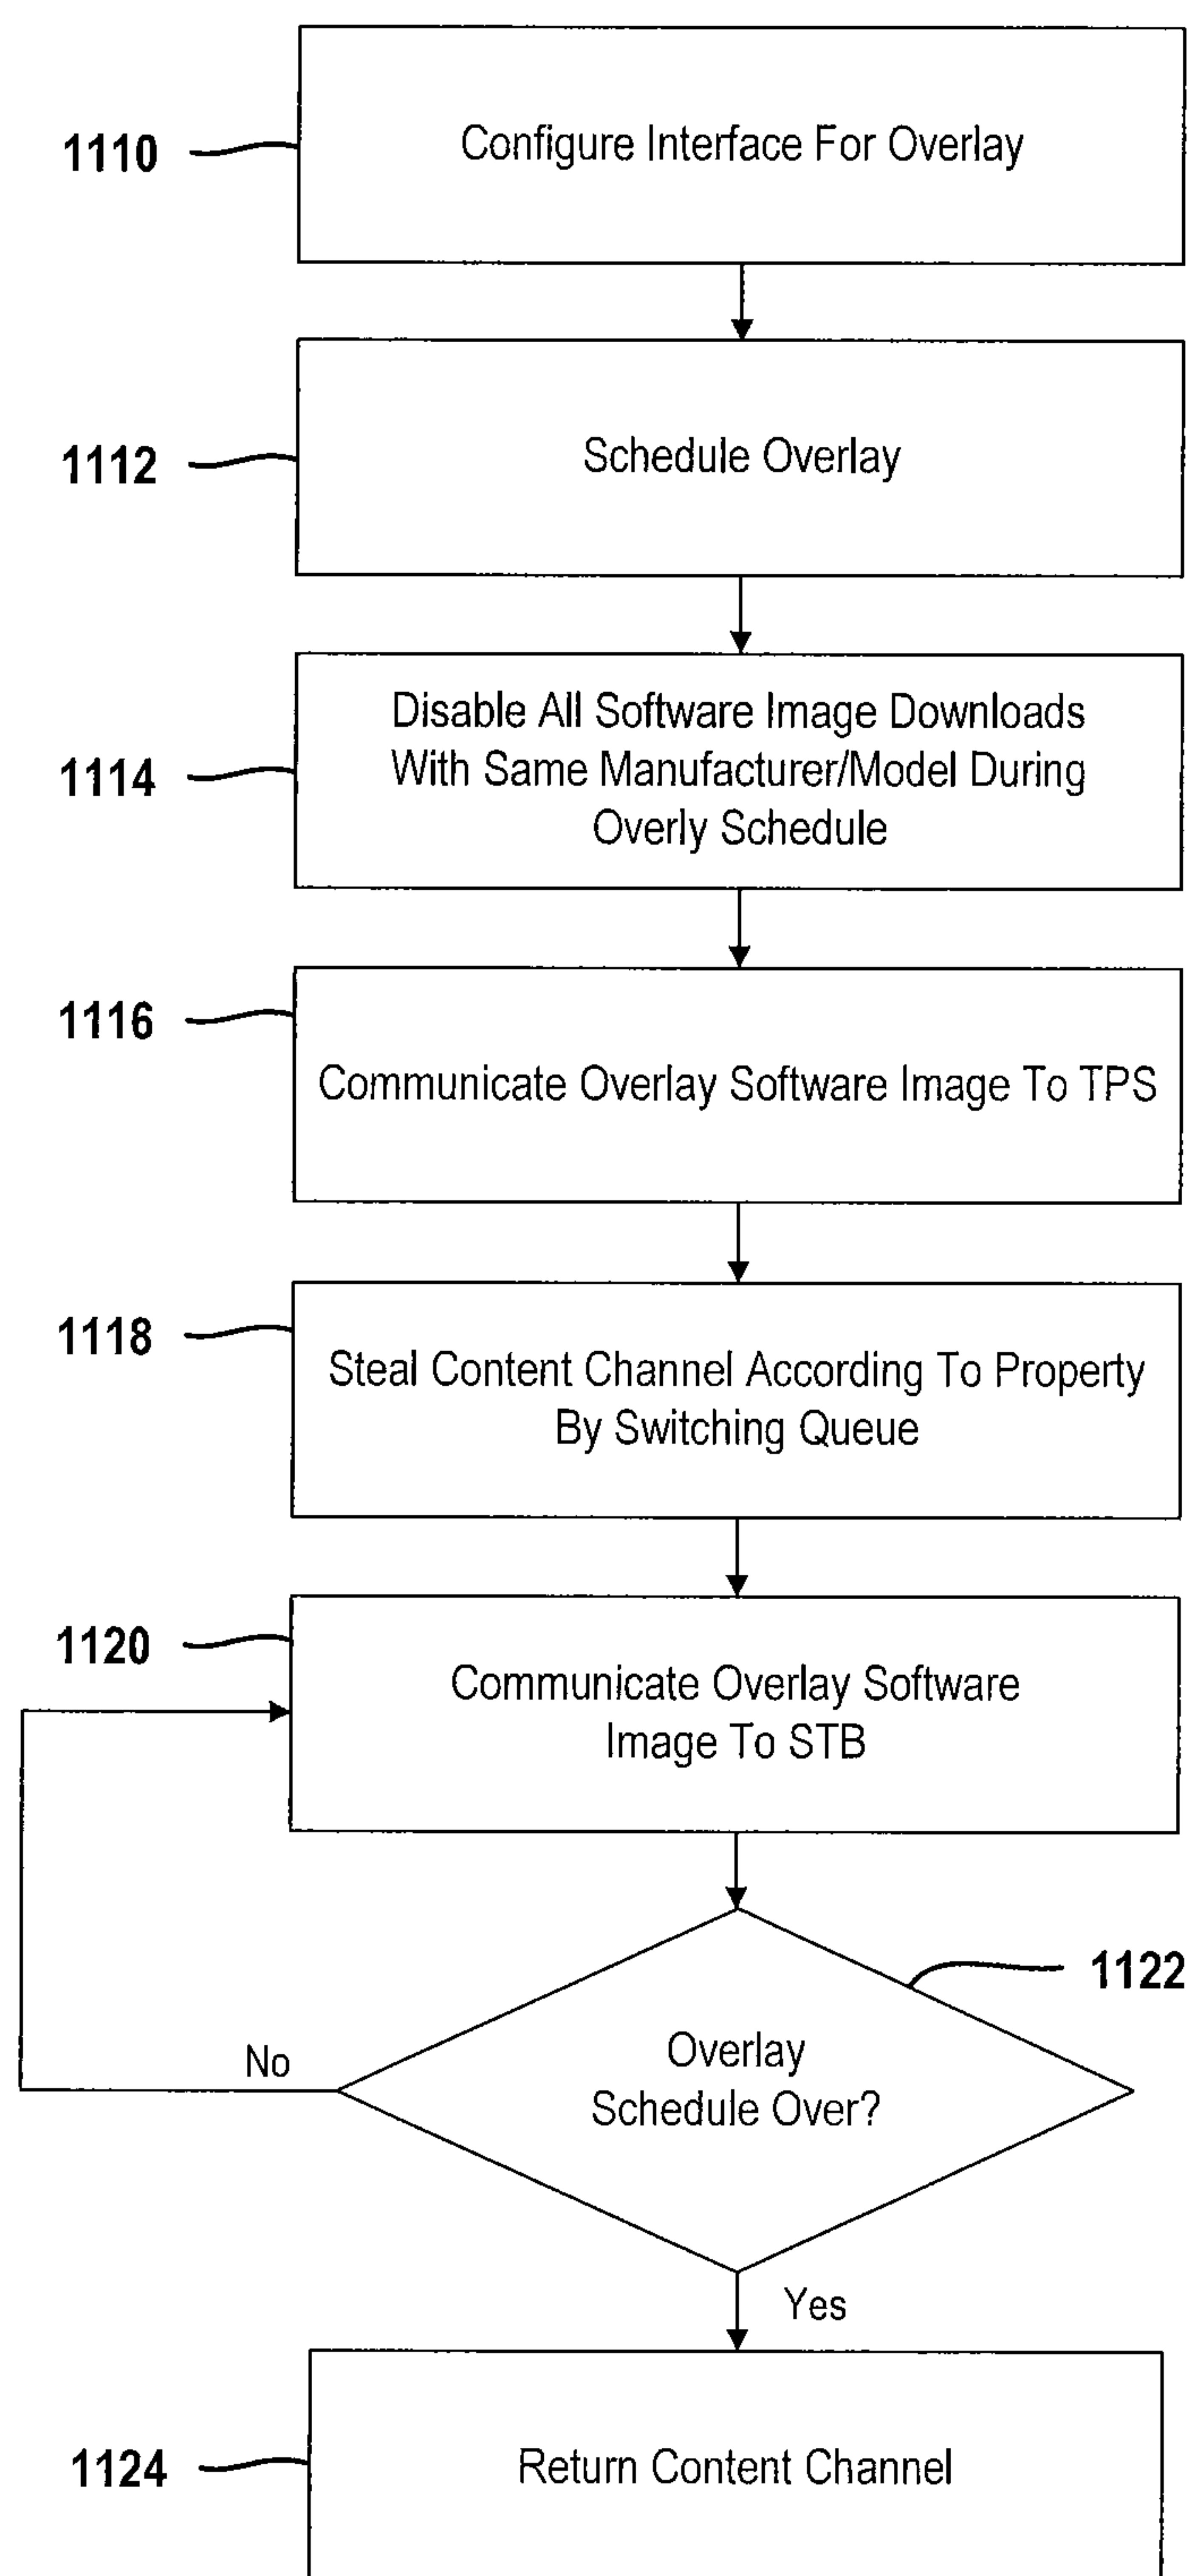 1110
Configure Interface For Overlay
1112
Schedule Overlay
1114
Disable All Software Image Downloads
With Same Manufacturer/Model During
Overly Schedule
1116
Communicate Overlay Software Image To TPS
1118
Steal Content Channel According To Property
By Switching Queue
1120
Communicate Overlay Software
Image To STB
1122
Overlay
Schedule Over?
No
Yes
1124
Return Content Channel